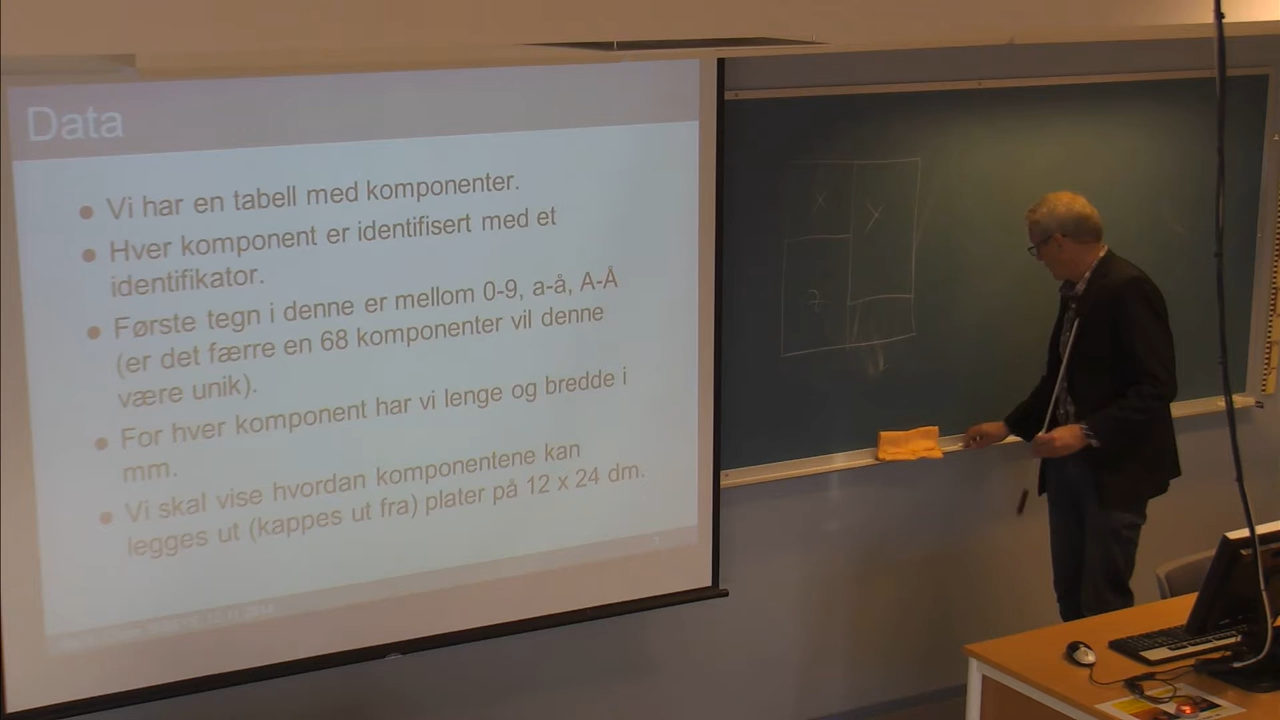 Data
Vi har en tabell med komponenter.
Hver komponent er identifisert med et
identifikator.
Første tegn i denne er mellom 0-9, a-å, A-Å
(er det færre en 68 komponenter vil denne
være unik).
For hver komponent har vi lenge og bredde i
mm.
Vi skal vise hvordan komponentene kan
legges ut (kappes ut fra) plater på 12 x 24 dm.
X
Y